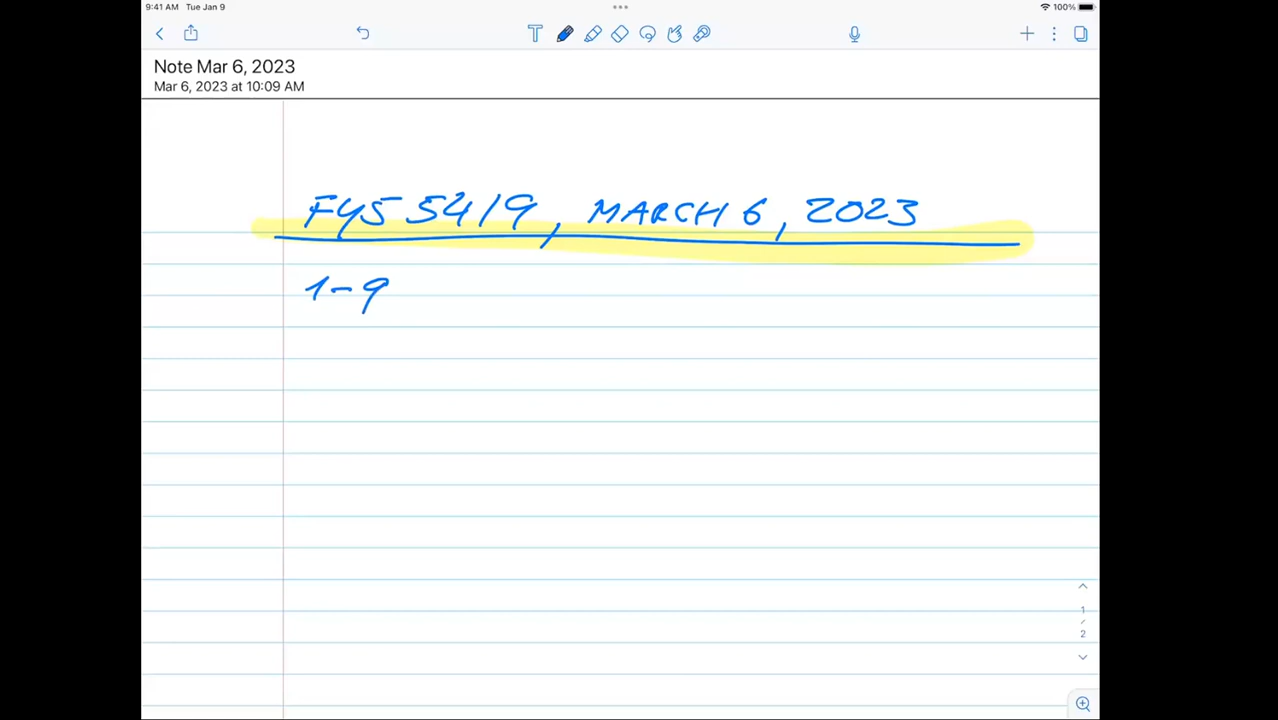 9:41 AM Tue Jan 9
100%
Note Mar 6, 2023
Mar 6, 2023 at 10:09 AM
FYS 5419, MARCH 6, 2023
1-q
1
/
2